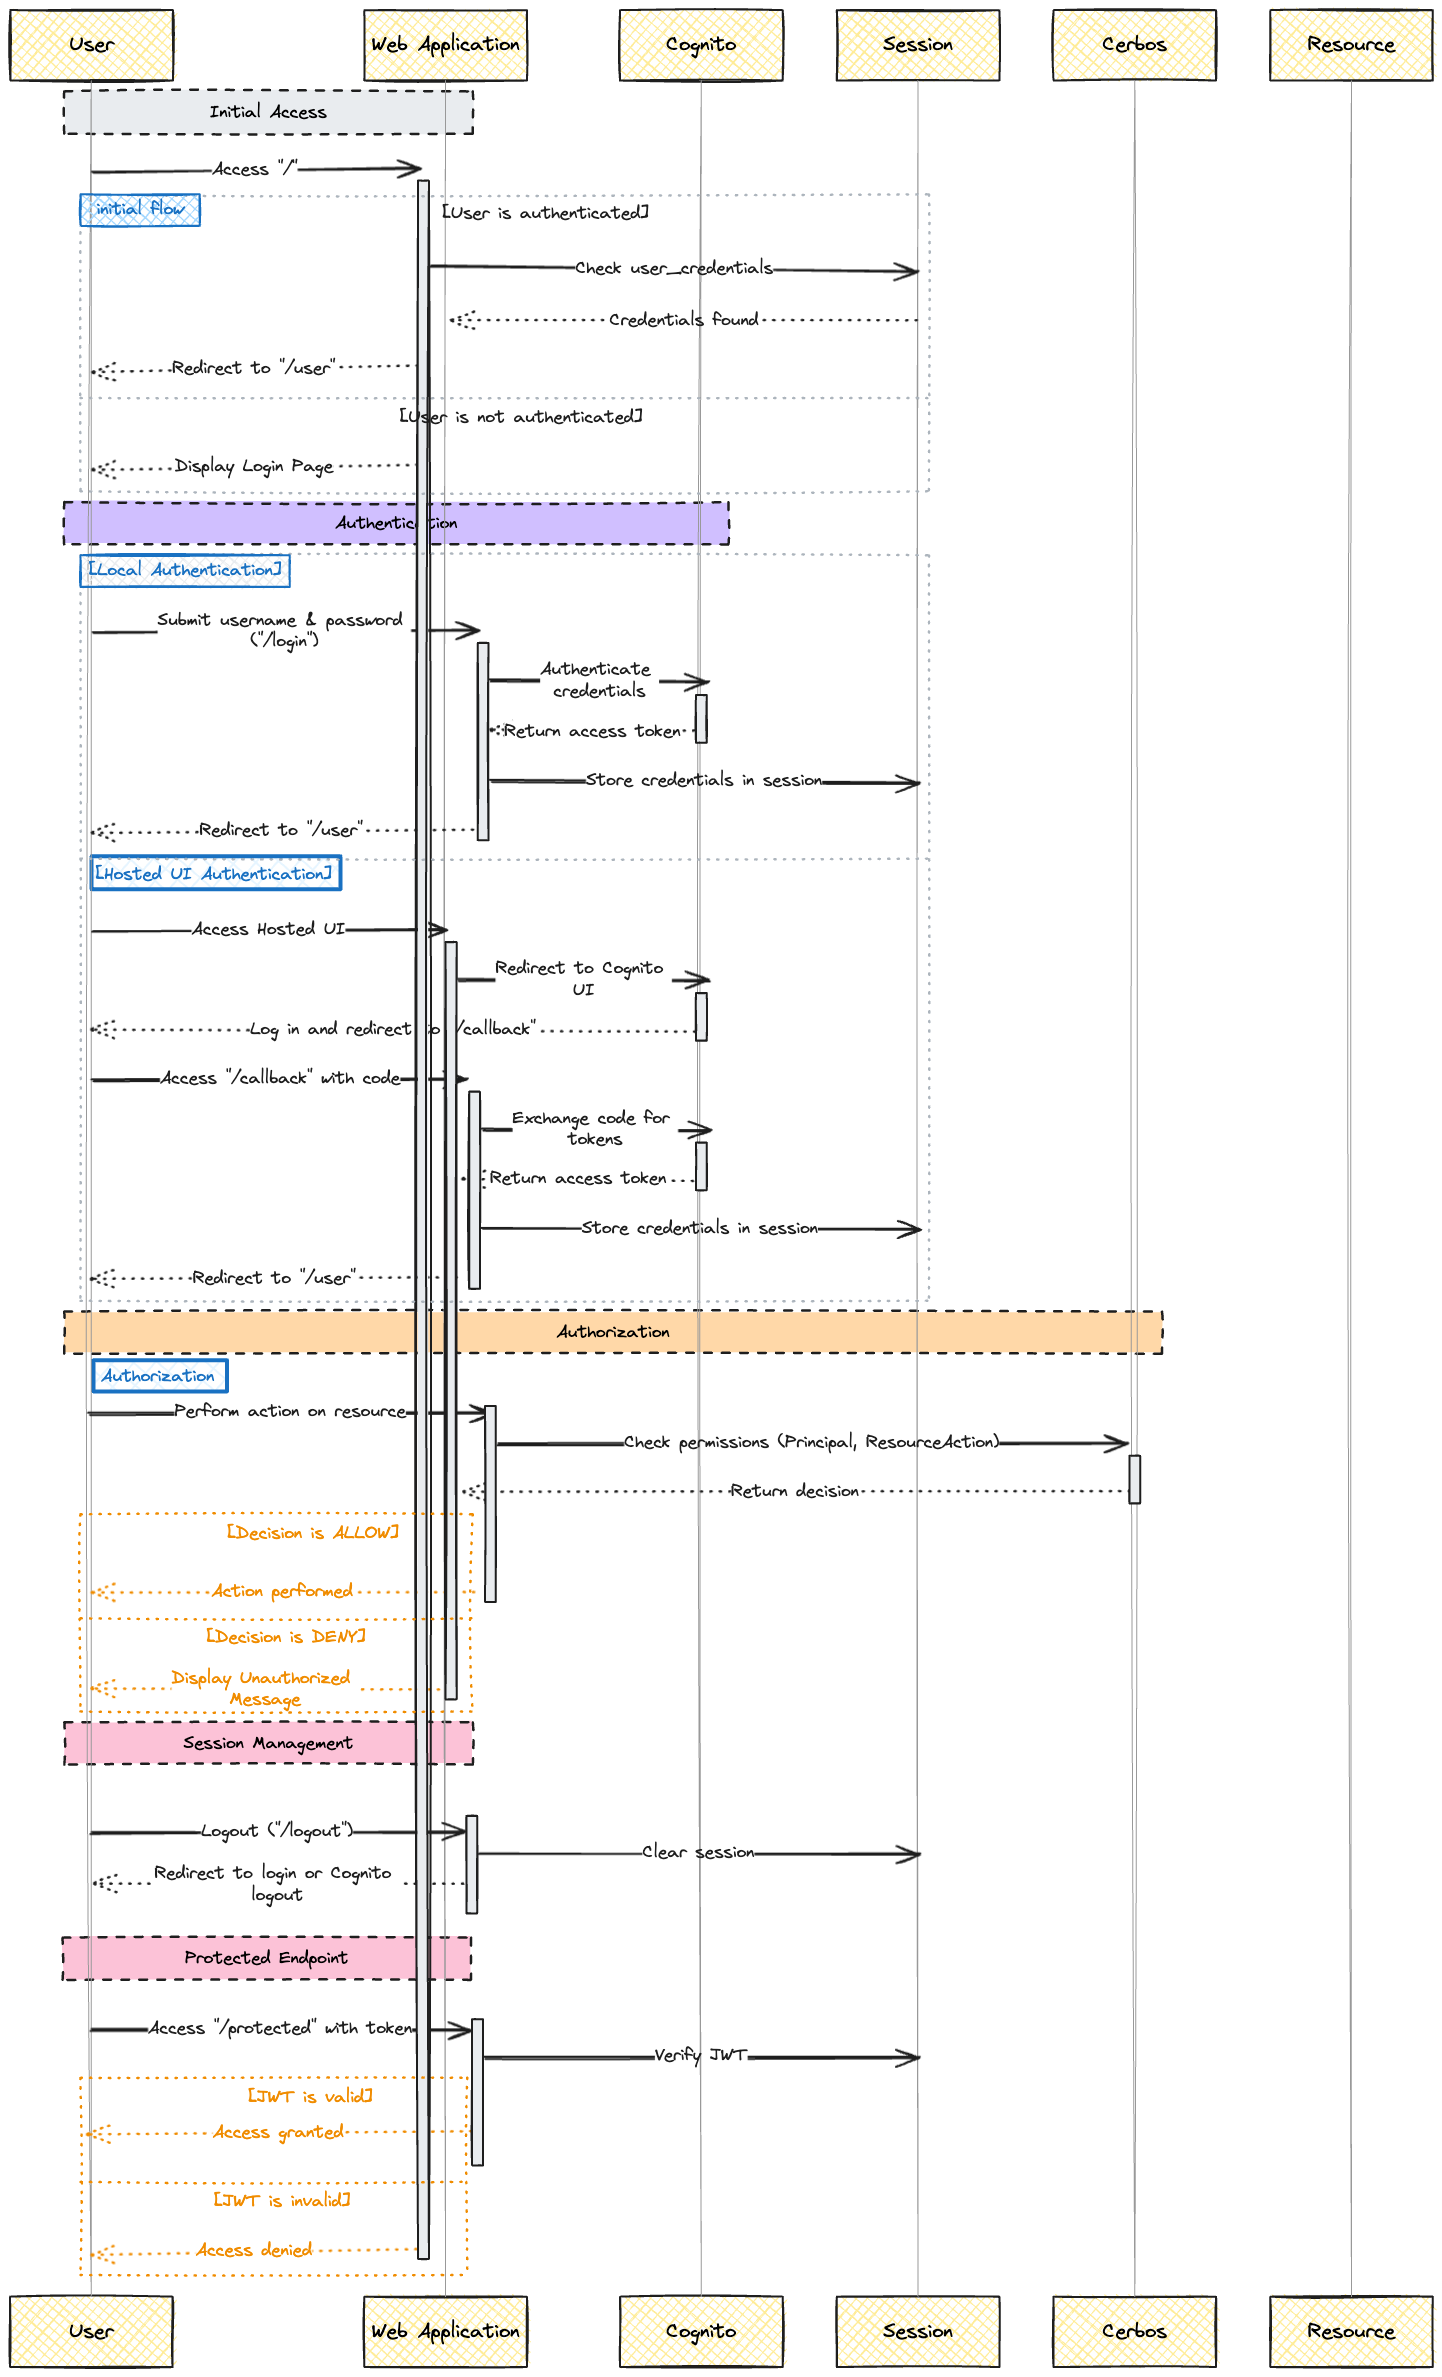 User
Web Application
Cognito
Session
Cerbos
Resource
Initial Access
Access "/"
initial flow
[User is authenticated]
Check user_credentials
Credentials found
Redirect to "/user"
[User is not authenticated]
Display Login Page
Authentication
[Local Authentication]
Submit username & password
("/login")
Authenticate
credentials
Return access token
Store credentials in session
Redirect to "/user"
[Hosted UI Authentication]
Access Hosted UI
Redirect to Cognito
UI
Log in and redirect to "/callback"
Access "/callback" with code
Exchange code for
tokens
Return access token
Store credentials in session
Redirect to "/user"
Authorization
Authorization
Perform action on resource
Check permissions (Principal, ResourceAction)
Return decision
[Decision is ALLOW]
Action performed
[Decision is DENY]
Display Unauthorized
Message
Session Management
Logout ("/logout")
Clear session
Redirect to login or Cognito
logout
Protected Endpoint
Access "/protected" with token
Verify JWT
[JWT is valid]
Access granted
[JWT is invalid]
Access denied
User
Web Application
Cognito
Session
Cerbos
Resource